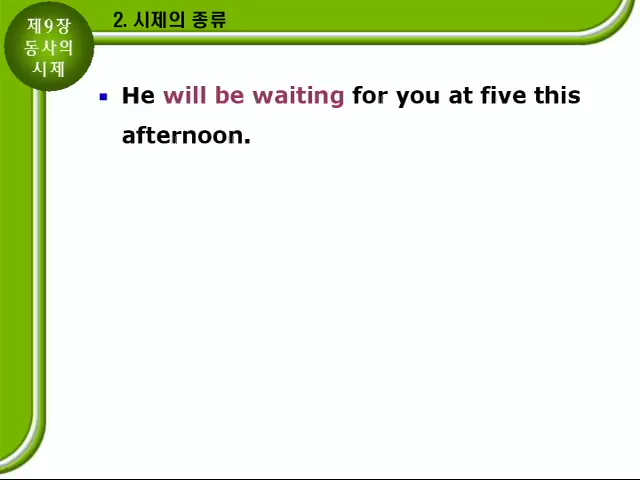 제9장
동사의
시제
2. 시제의 종류
He will be waiting for you at five this
afternoon.